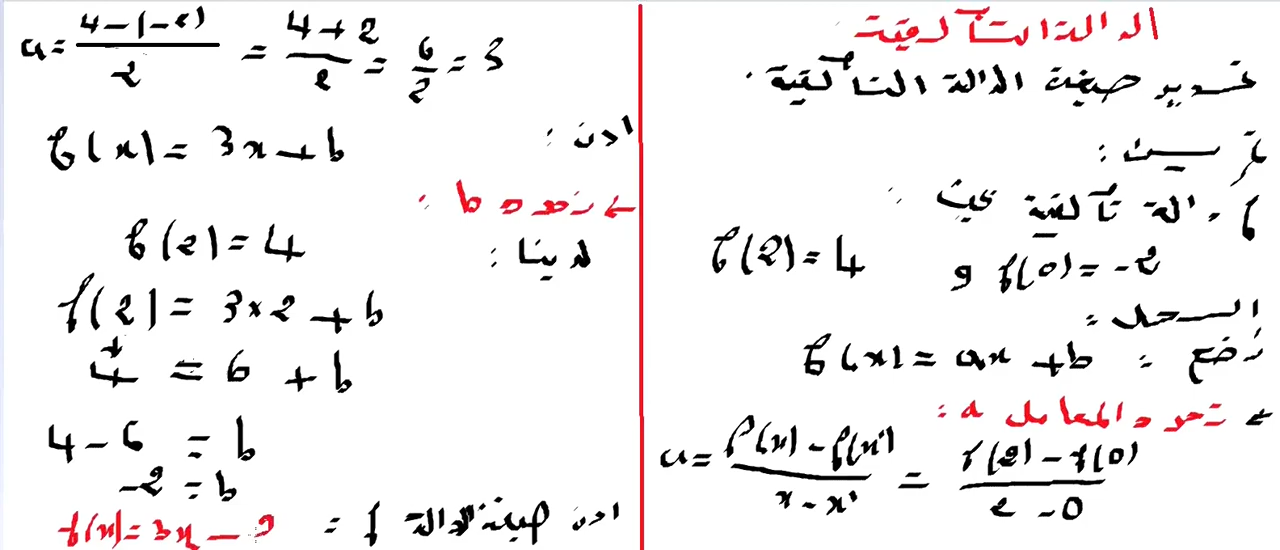 الدالة التآلفية
تحديد صيغة الدالة التآلفية .
تمرين :
f دالة تآلفية بحيث :
f(2) = 4 و f(0) = -2
الحل :
نضع : f(x) = ax + b
← نحدد المعامل a :
a = (f(x) - f(x'))/(x - x') = (f(2) - f(0))/(2 - 0)
a = (4 - (-2))/2 = (4 + 2)/2 = 6/2 = 3
اذن : f(x) = 3x + b
← نحدد b :
لدينا : f(2) = 4
f(2) = 3 × 2 + b
4 = 6 + b
4 - 6 = b
-2 = b
اذن صيغة الدالة f = f(x) = 3x - 2